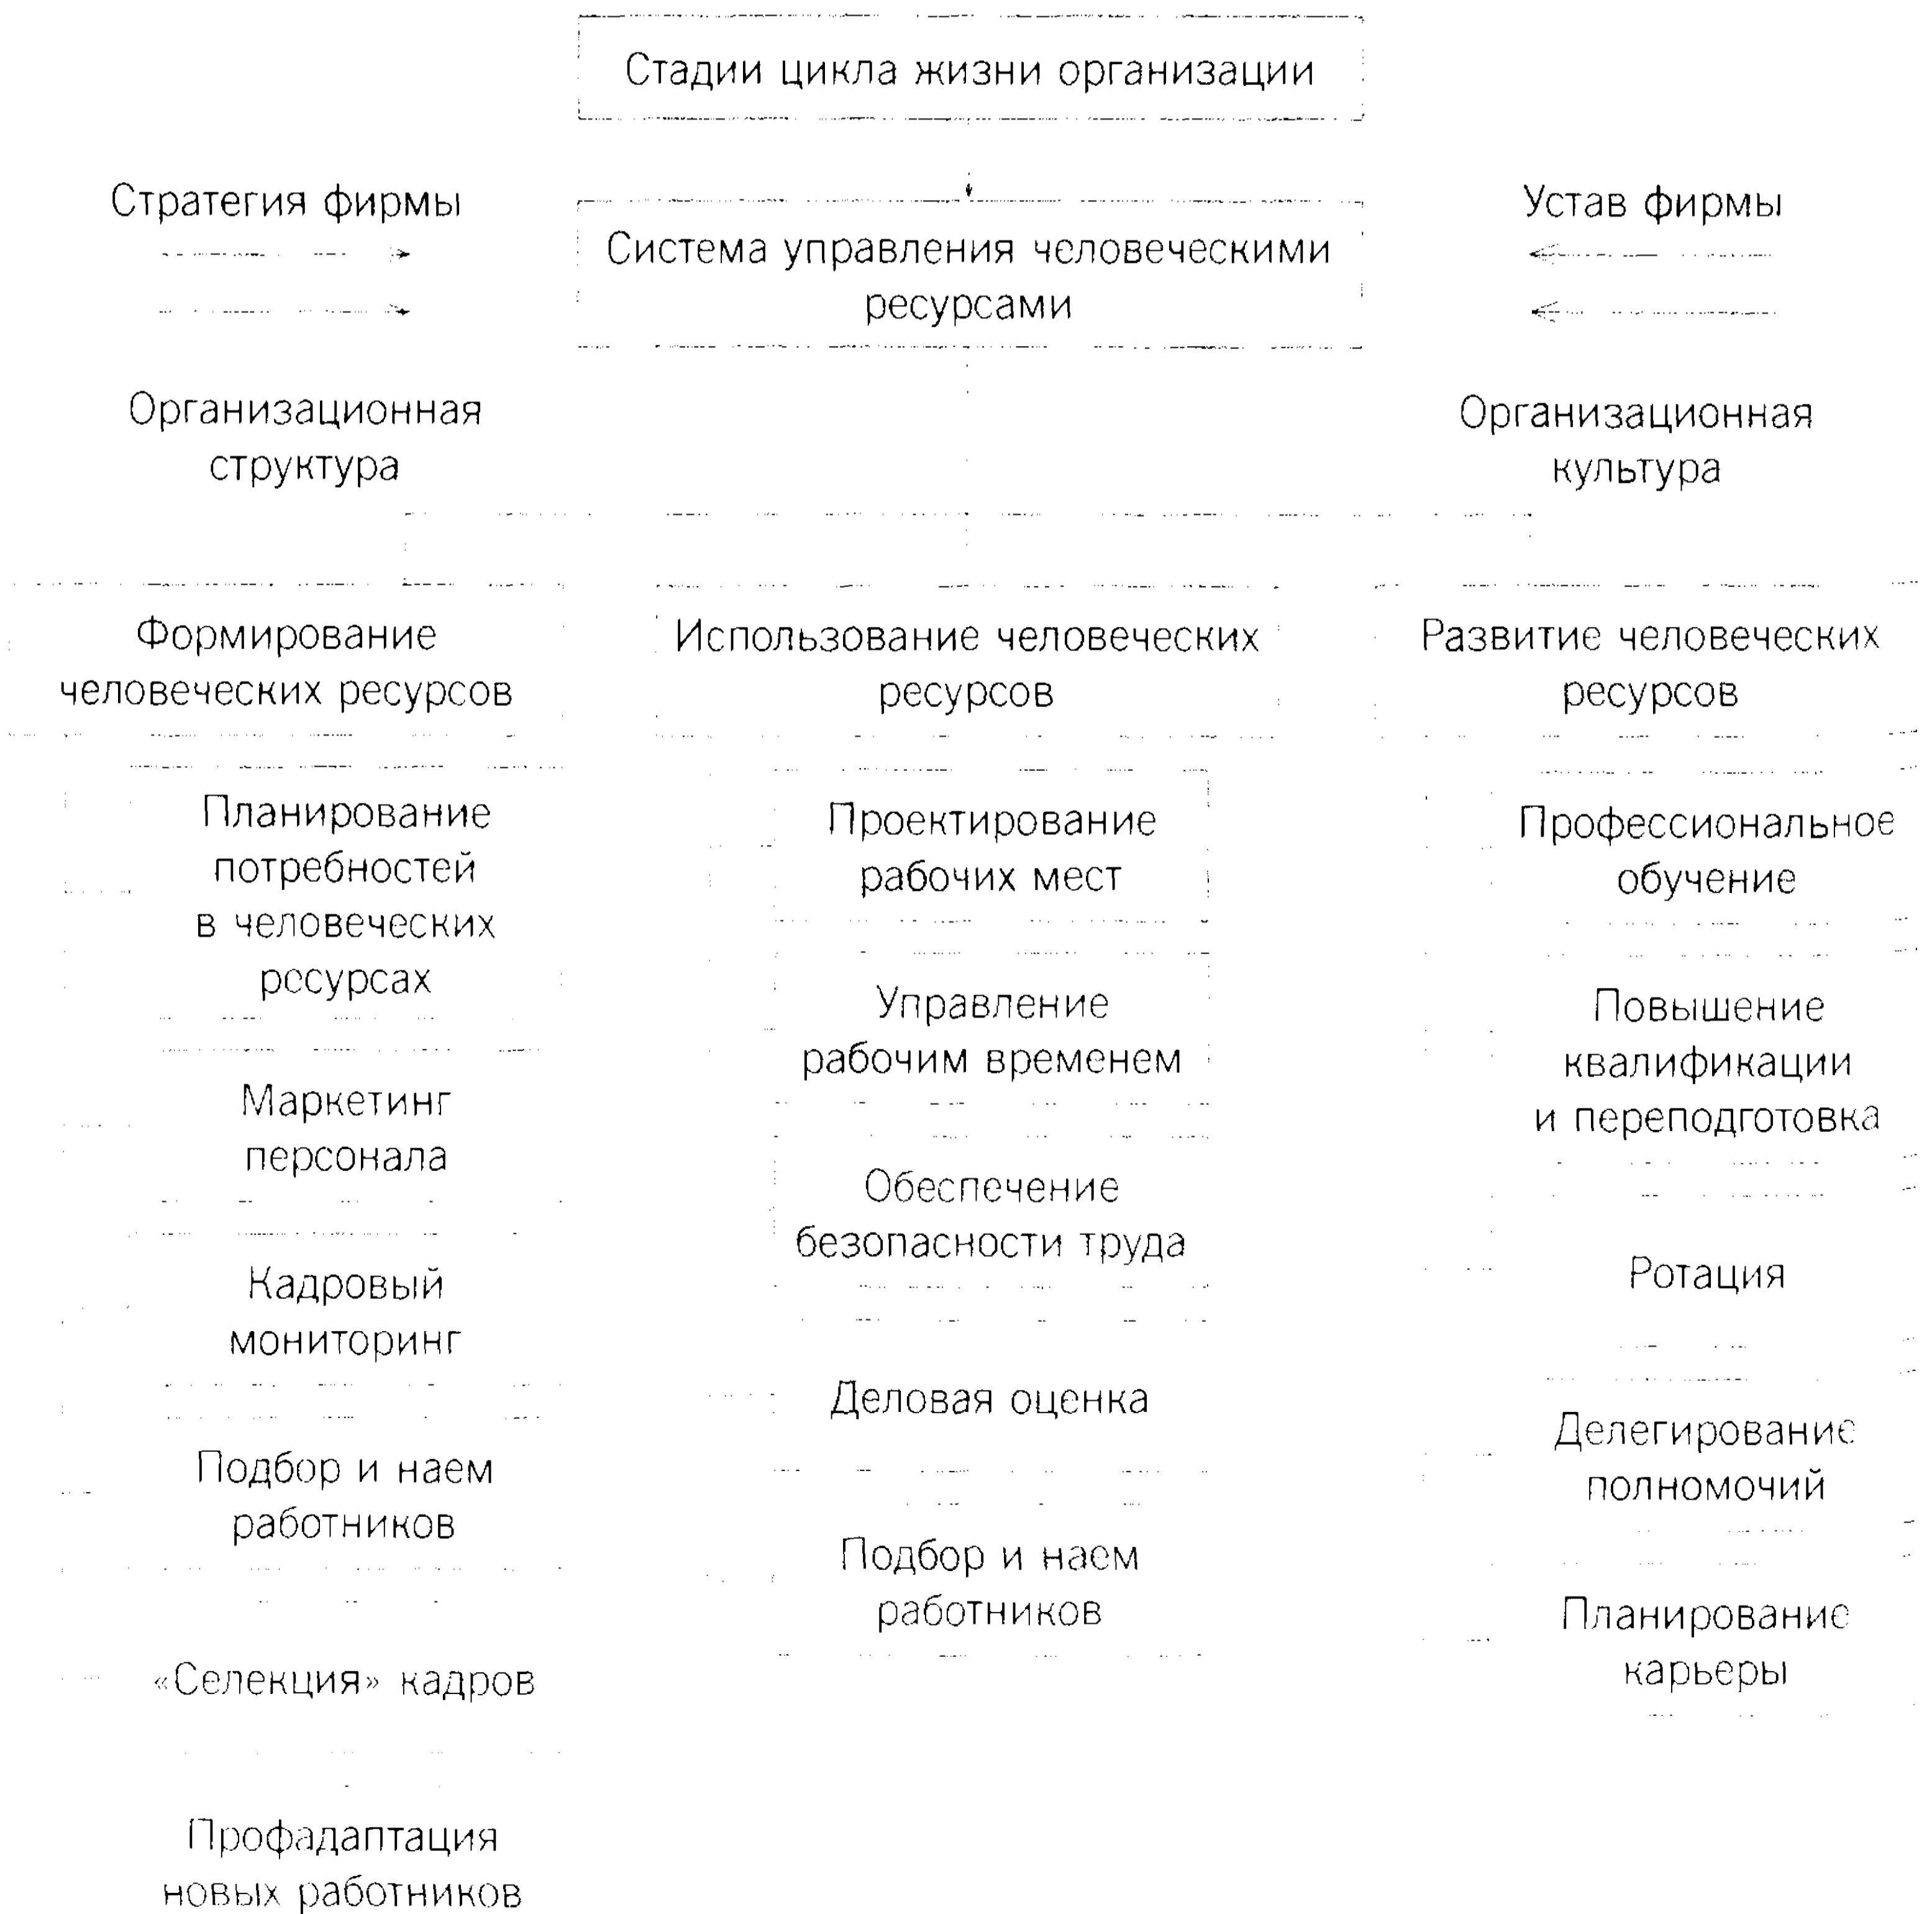 Стадии цикла жизни организации
Стратегия фирмы
Система управления человеческими
ресурсами
Устав фирмы
Организационная
структура
Организационная
культура
Формирование
человеческих ресурсов
Планирование
потребностей
в человеческих
ресурсах
Маркетинг
персонала
Кадровый
мониторинг
Подбор и наем
работников
«Селекция» кадров
Профадаптация
новых работников
Использование человеческих
ресурсов
Проектирование
рабочих мест
Управление
рабочим временем
Обеспечение
безопасности труда
Деловая оценка
Подбор и наем
работников
Развитие человеческих
ресурсов
Профессиональное
обучение
Повышение
квалификации
и переподготовка
Ротация
Делегирование
полномочий
Планирование
карьеры